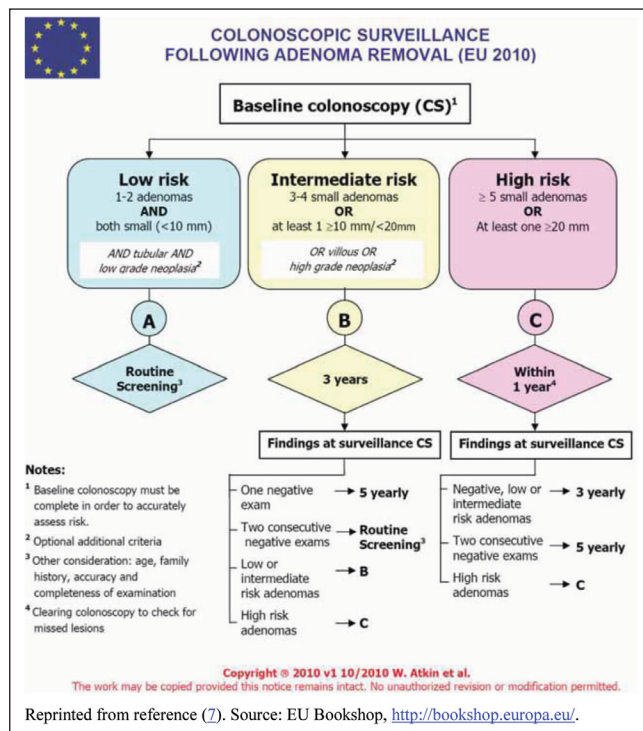 COLONOSCOPIC SURVEILLANCE
FOLLOWING ADENOMA REMOVAL (EU 2010)
Baseline colonoscopy (CS)¹
Low risk
1-2 adenomas
AND
both small (<10 mm)
AND tubular AND
low grade neoplasia²
Intermediate risk
3-4 small adenomas
OR
at least 1 ≥10 mm/<20mm
OR villous OR
high grade neoplasia²
High risk
≥ 5 small adenomas
OR
At least one ≥20 mm
A
B
C
Routine
Screening³
3 years
Within
1 year⁴
Findings at surveillance CS
One negative
exam
5 yearly
Two consecutive
negative exams
Routine
Screening³
Low or
intermediate
risk adenomas
B
High risk
adenomas
C
Findings at surveillance CS
Negative, low or
intermediate
risk adenomas
3 yearly
Two consecutive
negative exams
5 yearly
High risk
adenomas
C
Notes:
¹ Baseline colonoscopy must be
complete in order to accurately
assess risk.
² Optional additional criteria
³ Other consideration: age, family
history, accuracy and
completeness of examination
⁴ Clearing colonoscopy to check for
missed lesions
Copyright © 2010 v1 10/2010 W. Atkin et al.
The work may be copied provided this notice remains intact. No unauthorized revision or modification permitted.
Reprinted from reference (7). Source: EU Bookshop, http://bookshop.europa.eu/.